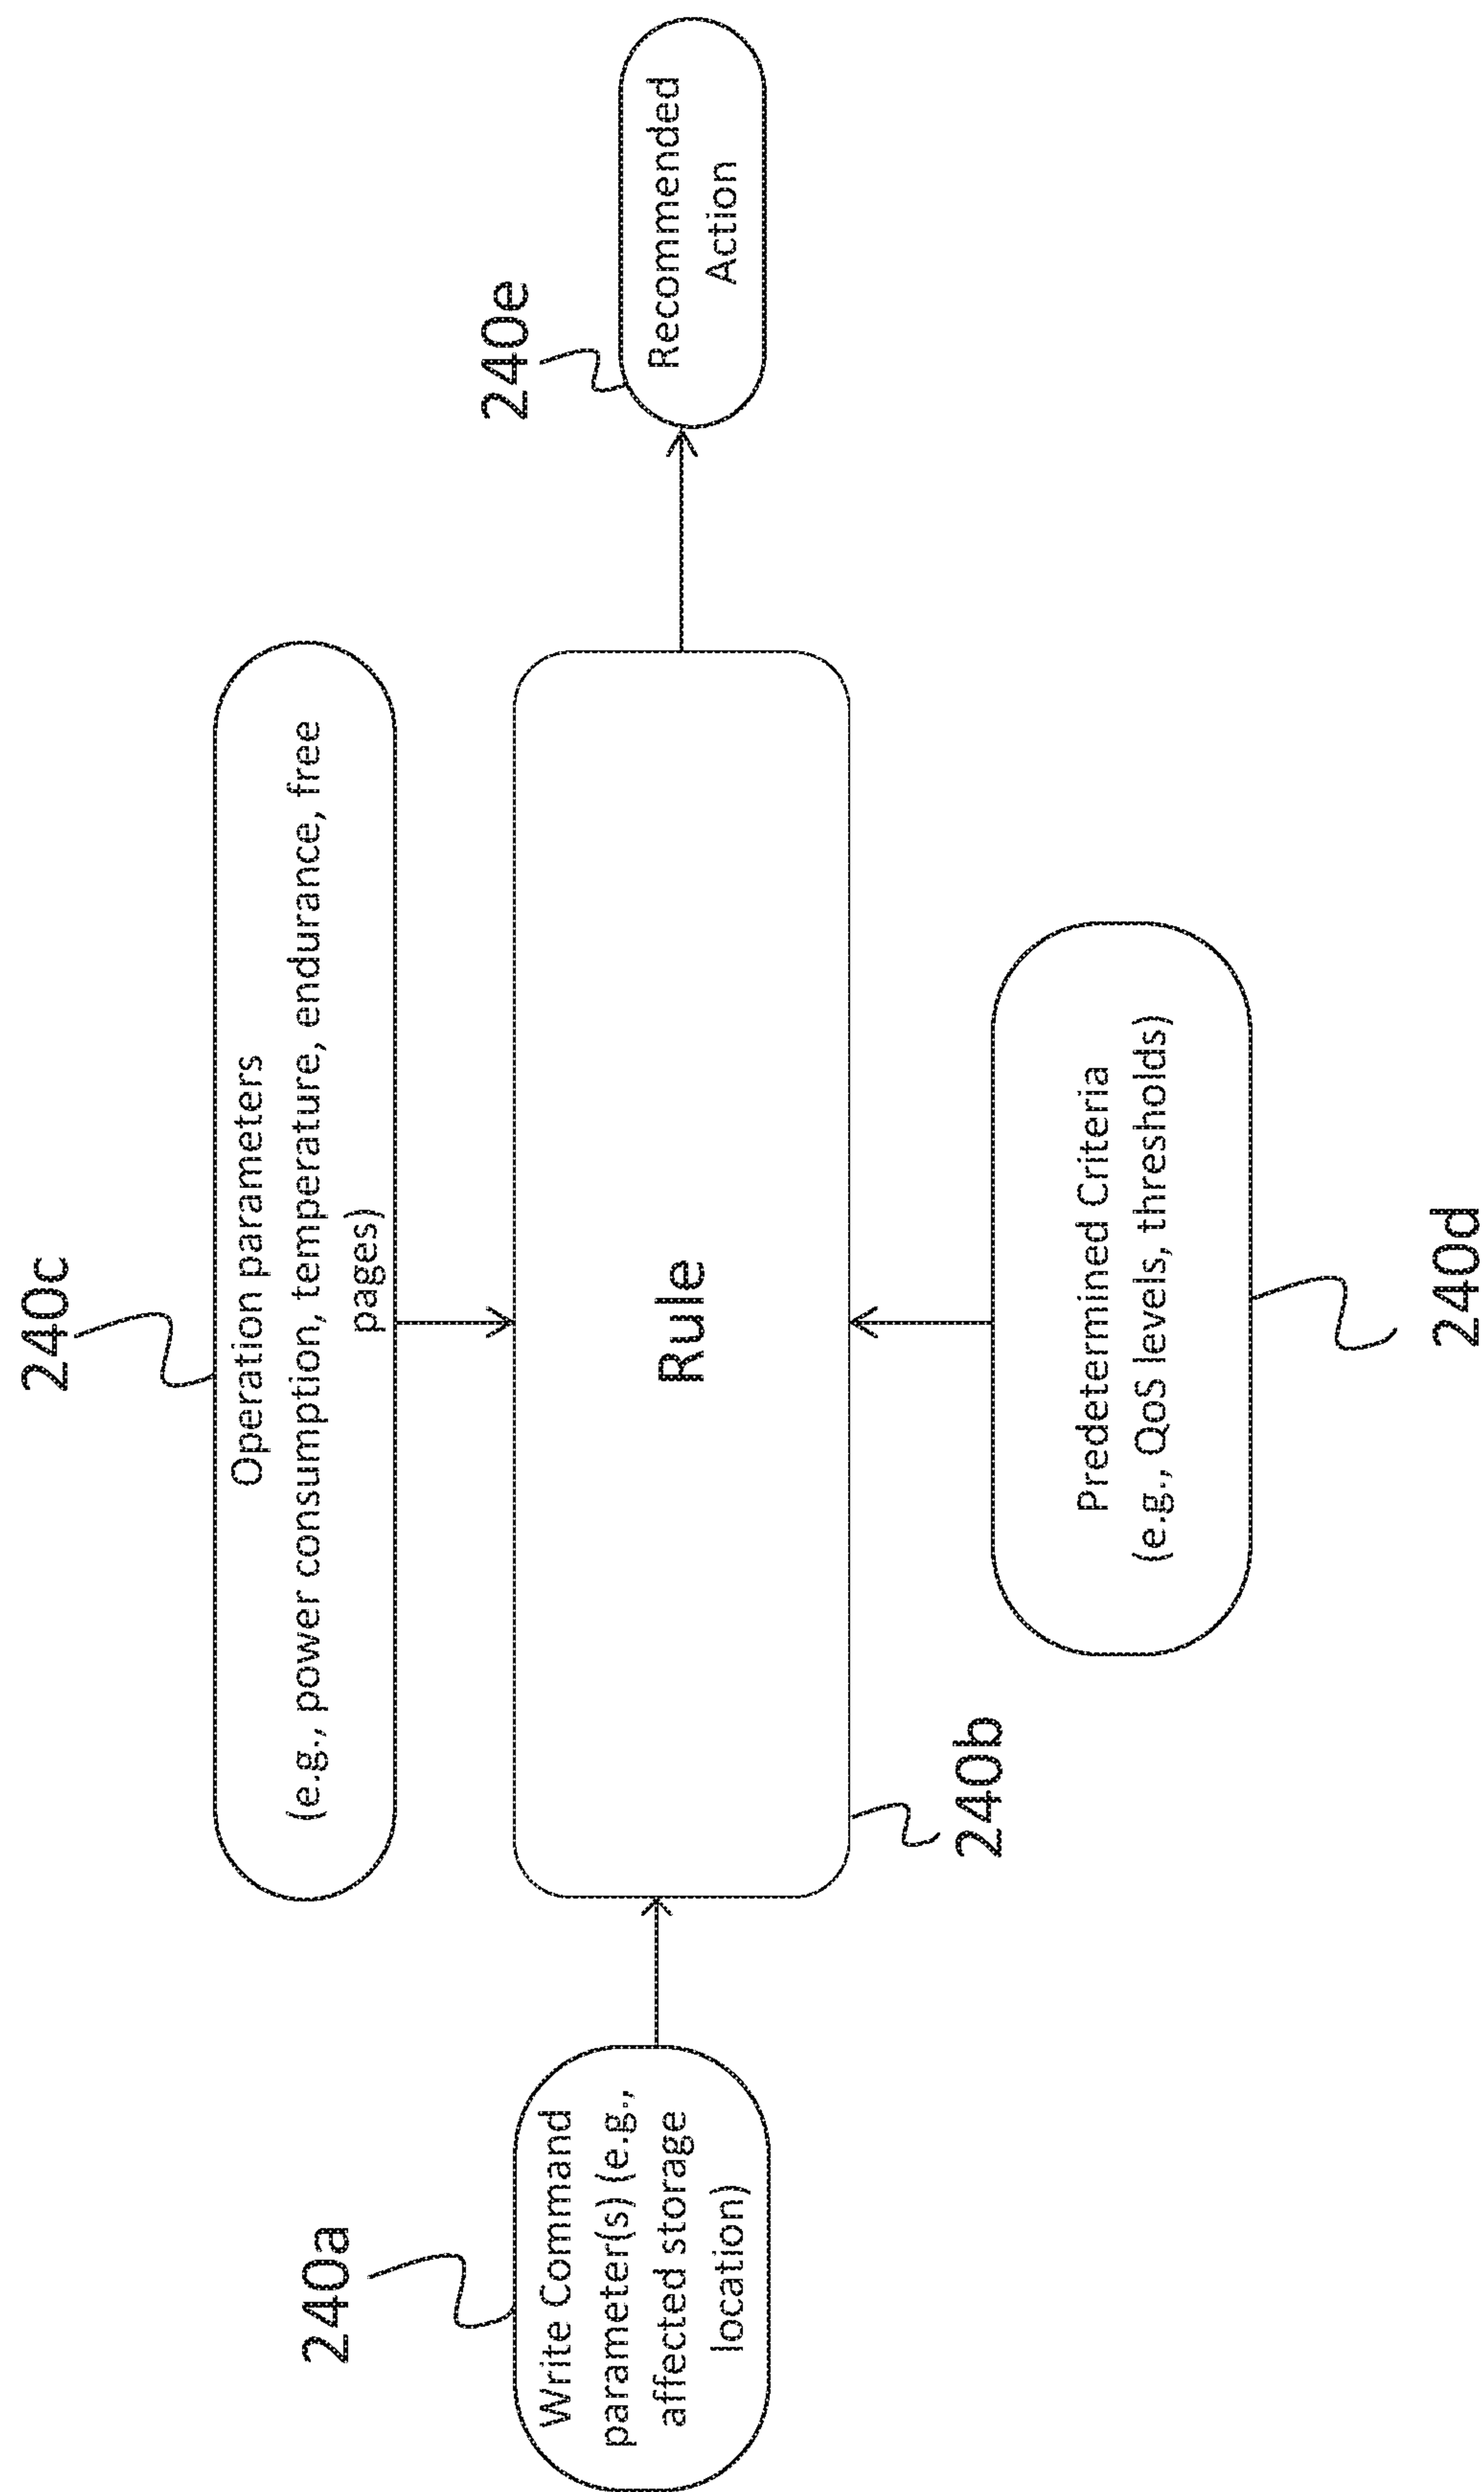 240c
Operation parameters
(e.g., power consumption, temperature, endurance, free
pages)
240a
Write Command
parameter(s) (e.g.,
affected storage
location)
Rule
240b
240e
Recommended
Action
Predetermined Criteria
(e.g., QoS levels, thresholds)
240d